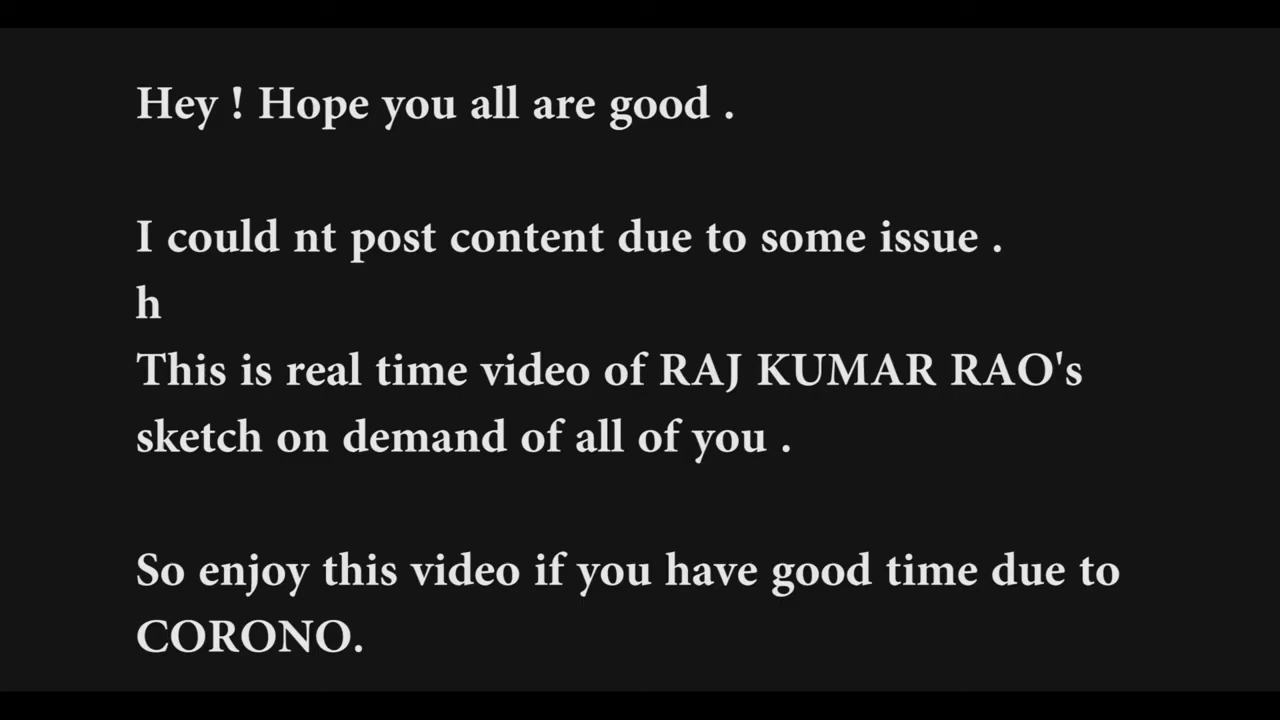 Hey ! Hope you all are good .
I could nt post content due to some issue .
h
This is real time video of RAJ KUMAR RAO's
sketch on demand of all of you .
So enjoy this video if you have good time due to
CORONO.